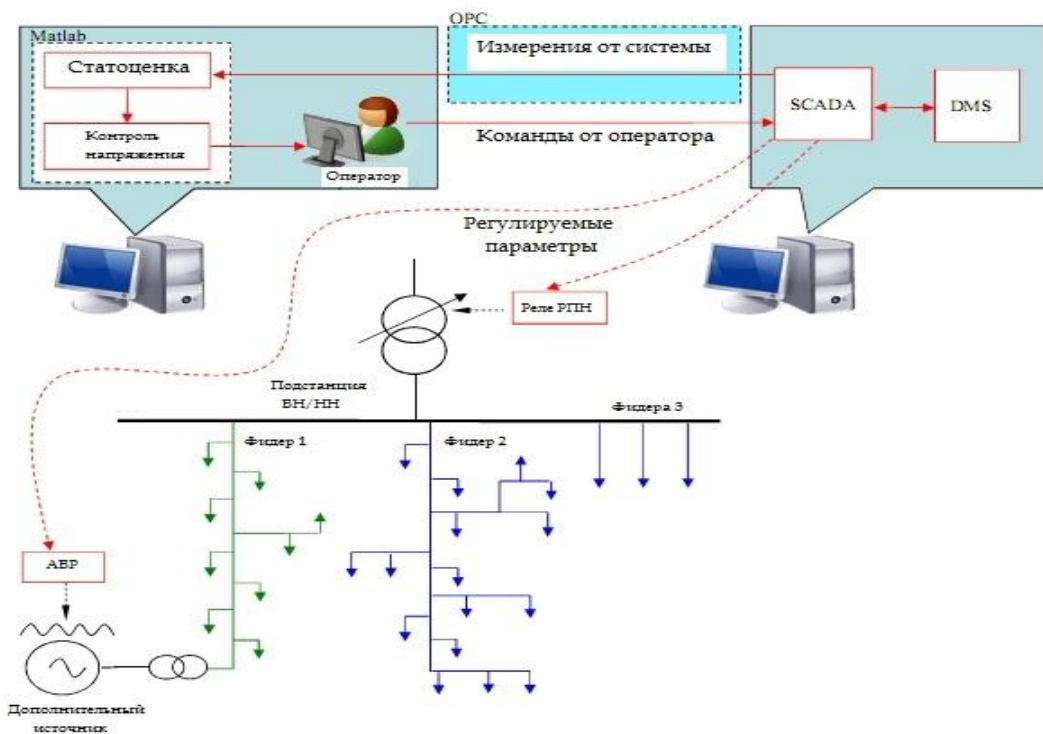 OPC
Matlab
Измерения от системы
Статоценка
SCADA
DMS
Контроль
напряжения
Команды от оператора
Оператор
Регулируемые
параметры
Реле РПН
Подстанция
ВН/НН
Фидера 3
Фидер 1
Фидер 2
АВР
Дополнительный
источник